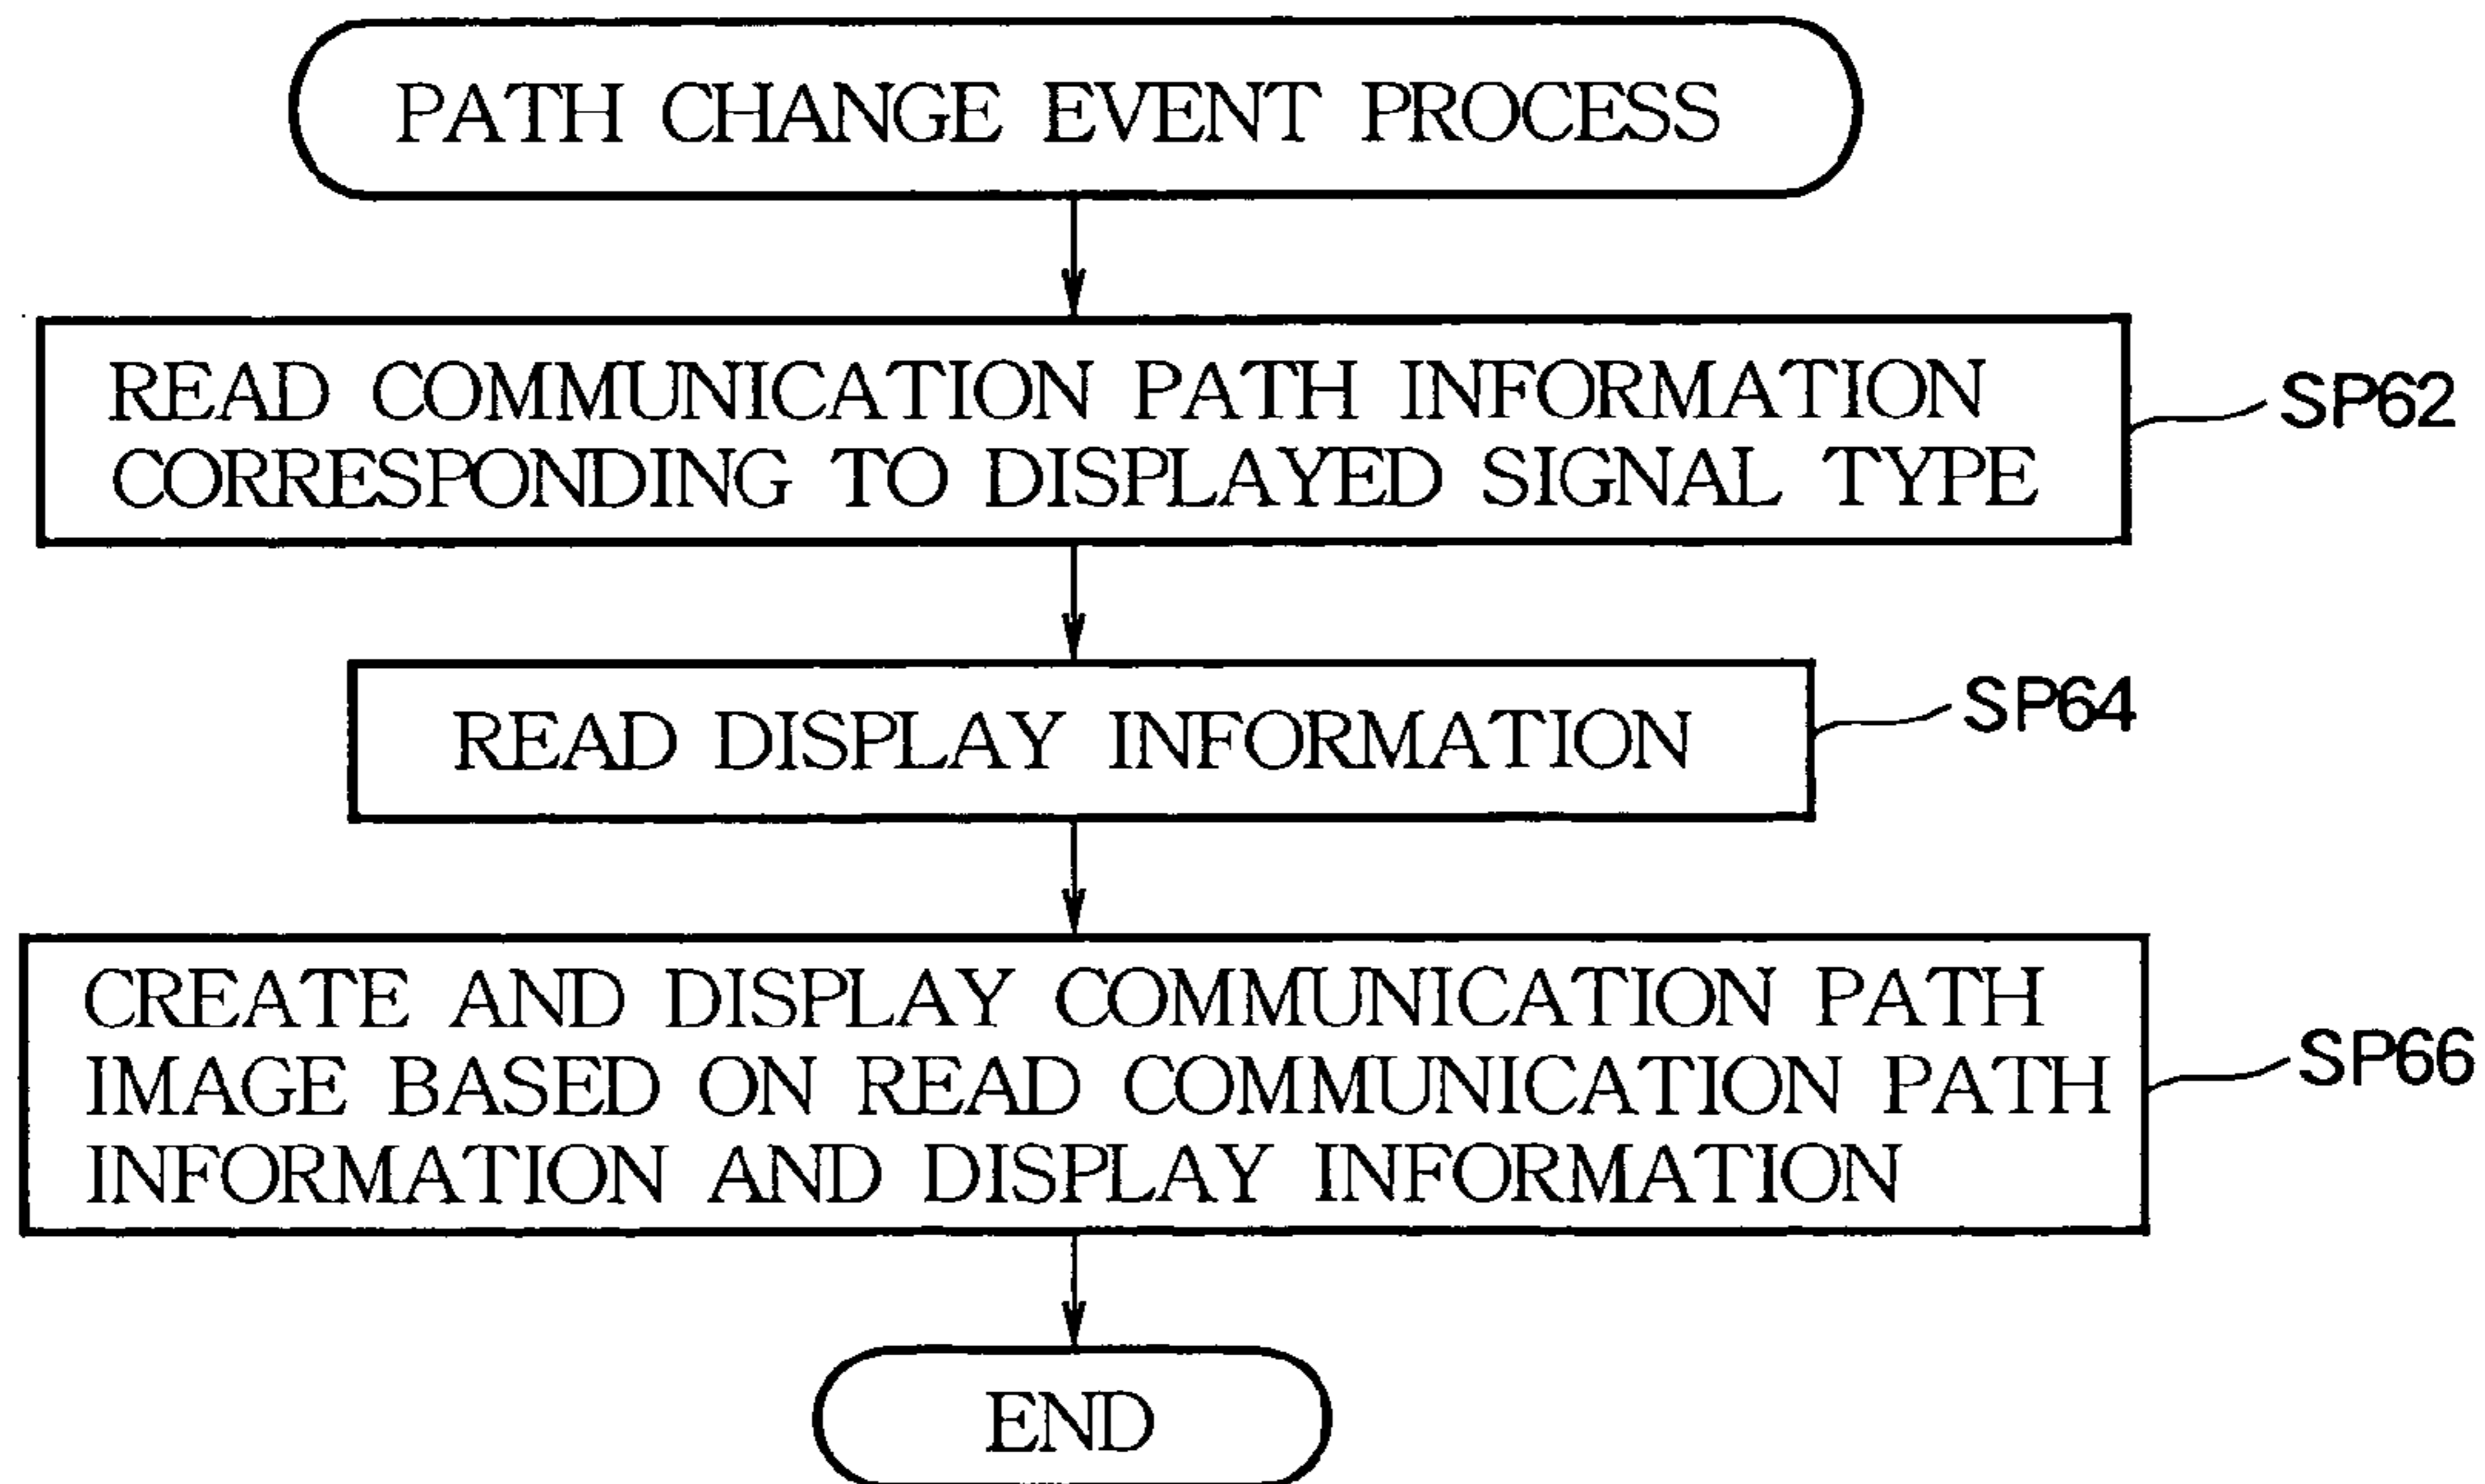 PATH CHANGE EVENT PROCESS
READ COMMUNICATION PATH INFORMATION
CORRESPONDING TO DISPLAYED SIGNAL TYPE
SP62
READ DISPLAY INFORMATION
SP64
CREATE AND DISPLAY COMMUNICATION PATH
IMAGE BASED ON READ COMMUNICATION PATH
INFORMATION AND DISPLAY INFORMATION
SP66
END